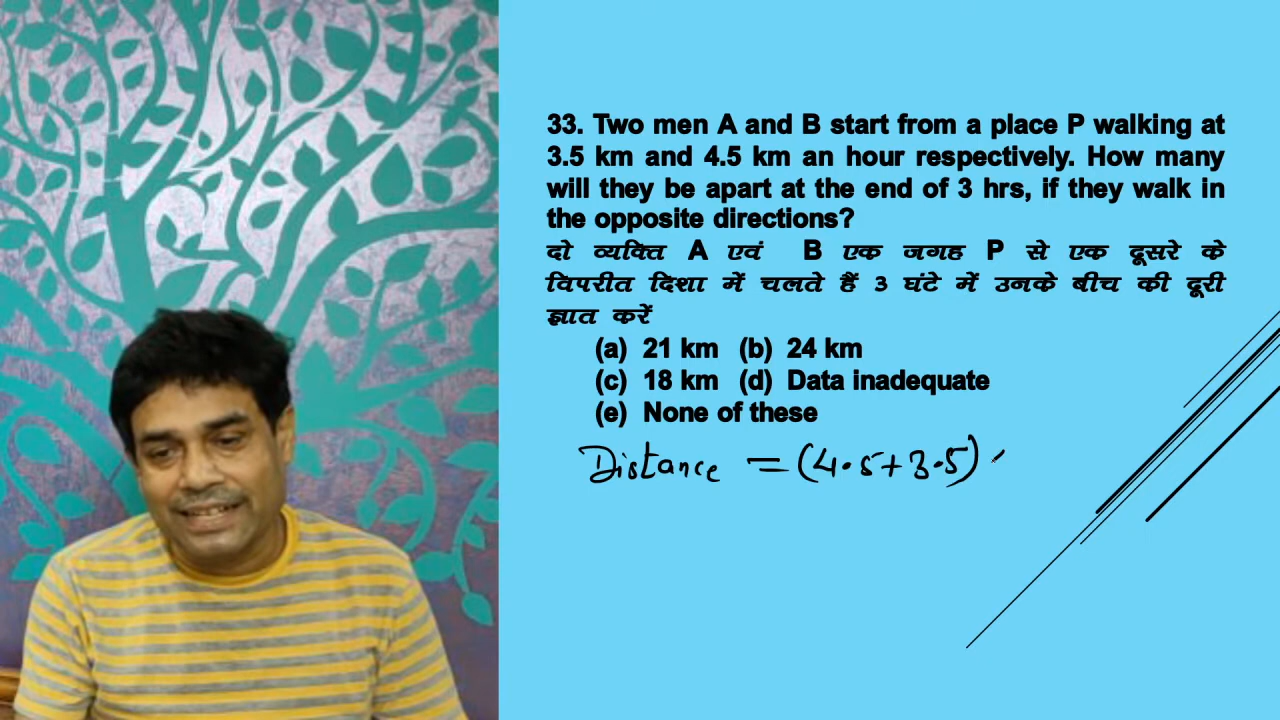 33. Two men A and B start from a place P walking at
3.5 km and 4.5 km an hour respectively. How many
will they be apart at the end of 3 hrs, if they walk in
the opposite directions?
दो व्यक्ति A एवं B एक जगह P से एक दूसरे के
विपरीत दिशा में चलते हैं 3 घंटे में उनके बीच की दूरी
ज्ञात करें
(a) 21 km (b) 24 km
(c) 18 km (d) Data inadequate
(e) None of these
Distance = (4.5+3.5)